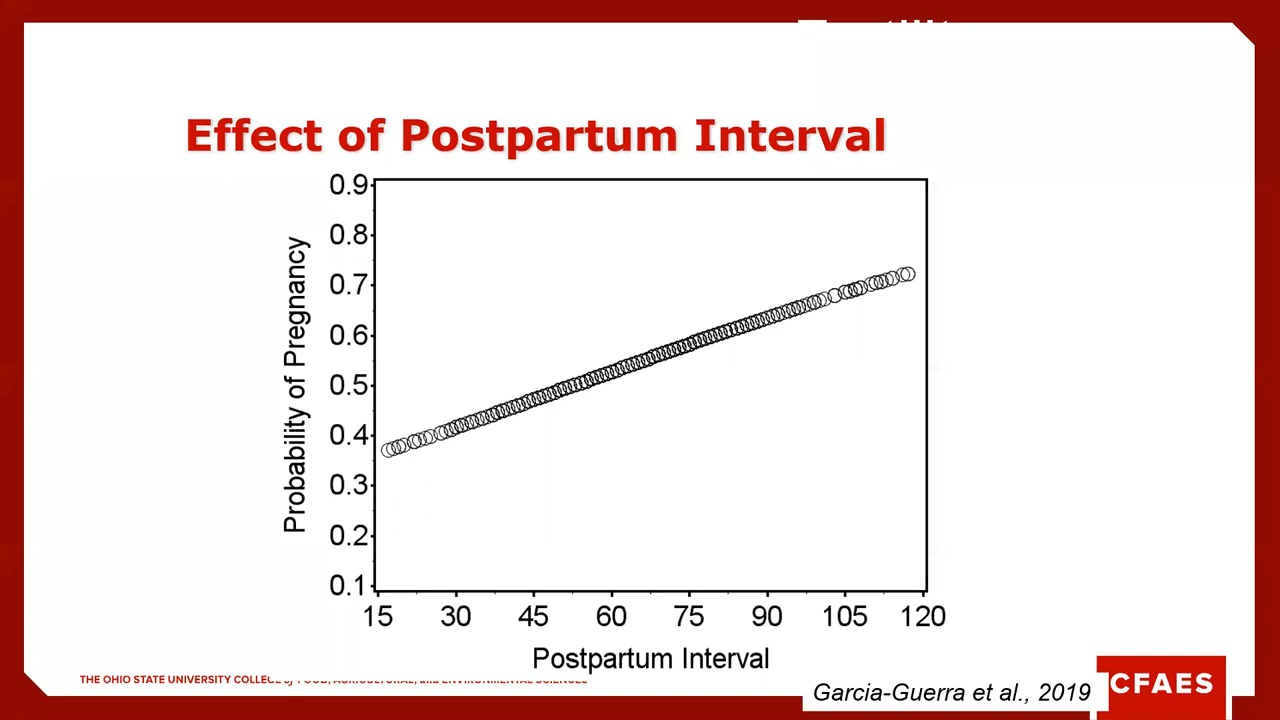 Effect of Postpartum Interval
0.9
0.8
0.7
0.6
0.5
0.4
0.3
0.2
0.1
Probability of Pregnancy
15 30 45 60 75 90 105 120
Postpartum Interval
THE OHIO STATE UNIVERSITY COLLEGE of FOOD, AGRICULTURAL, and ENVIRONMENTAL SCIENCES
Garcia-Guerra et al., 2019
CFAES